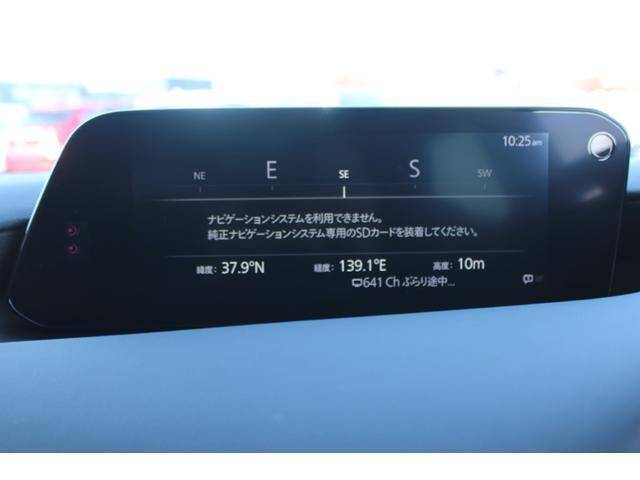 10:25am
NE E SE S SW
ナビゲーションシステムを利用できません。
純正ナビゲーションシステム専用のSDカードを装着してください。
緯度: 37.9°N 経度: 139.1°E 高度: 10m
641 Ch ぶらり途中...